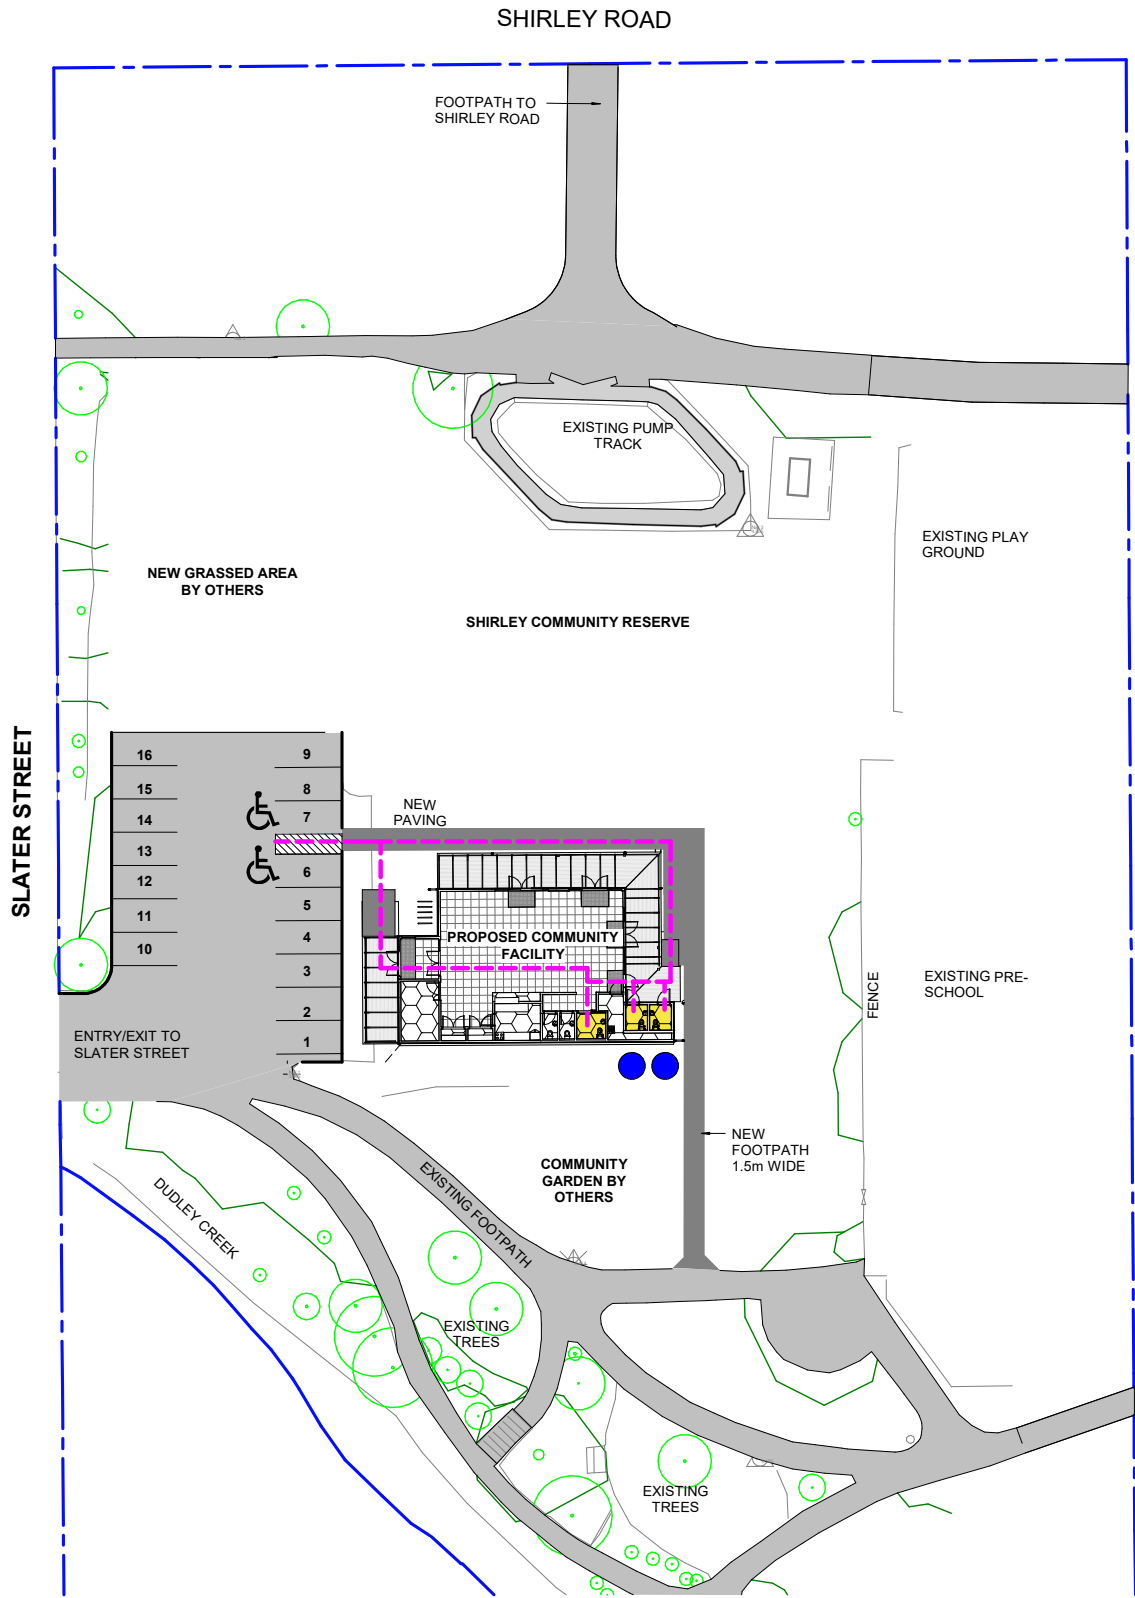 SHIRLEY ROAD
FOOTPATH TO
SHIRLEY ROAD
EXISTING PUMP
TRACK
EXISTING PLAY
GROUND
NEW GRASSED AREA
BY OTHERS
SHIRLEY COMMUNITY RESERVE
SLATER STREET
16
15
14
13
12
11
10
9
8
7
6
5
4
3
2
1
NEW
PAVING
PROPOSED COMMUNITY
FACILITY
FENCE
EXISTING PRE-
SCHOOL
ENTRY/EXIT TO
SLATER STREET
NEW
FOOTPATH
1.5m WIDE
COMMUNITY
GARDEN BY
OTHERS
EXISTING FOOTPATH
DUDLEY CREEK
EXISTING
TREES
EXISTING
TREES